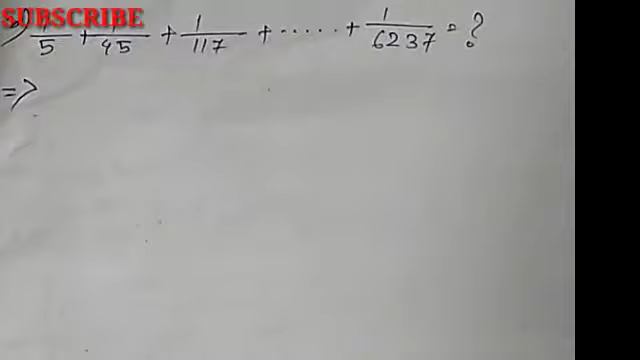 SUBSCRIBE
1/5 + 1/45 + 1/117 + ..... + 1/6237 = ?
=>